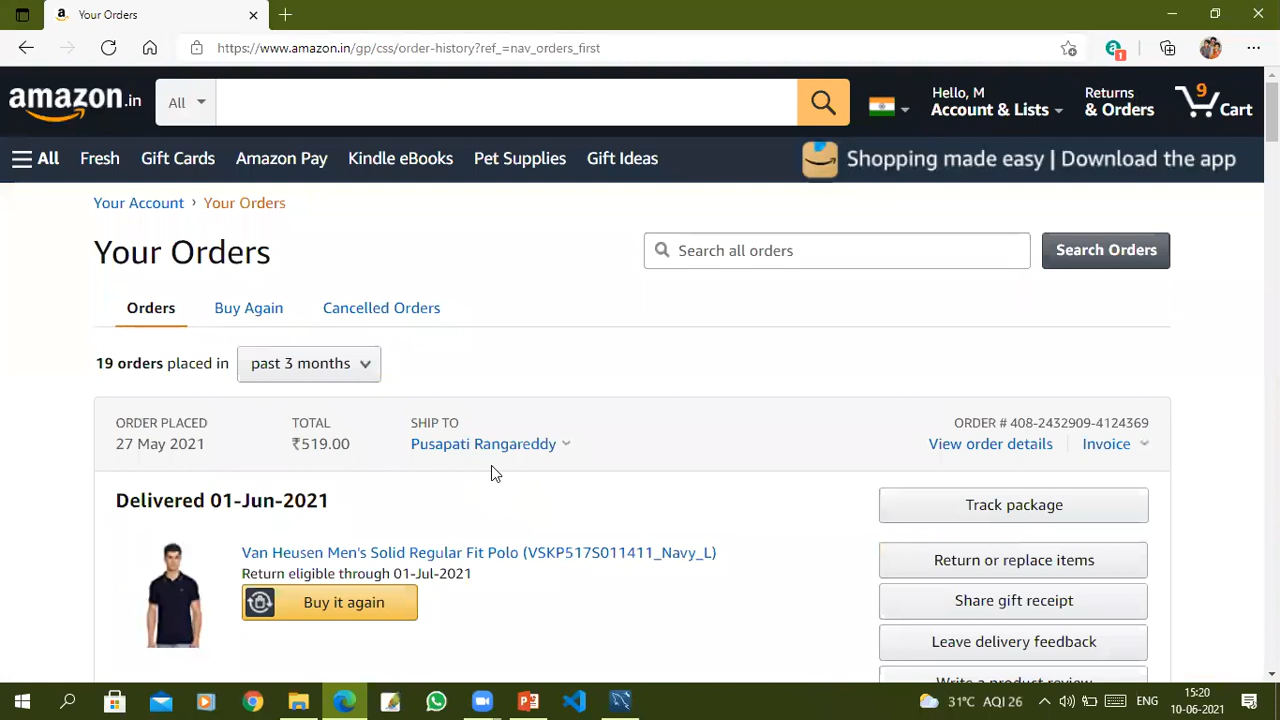 Your Orders
https://www.amazon.in/gp/css/order-history?ref_=nav_orders_first
1
amazon.in
All
Hello, M
Account & Lists
Returns
& Orders
9
Cart
All
Fresh
Gift Cards
Amazon Pay
Kindle eBooks
Pet Supplies
Gift Ideas
Shopping made easy | Download the app
Your Account › Your Orders
Your Orders
Search all orders
Search Orders
Orders
Buy Again
Cancelled Orders
19 orders placed in
past 3 months
ORDER PLACED
27 May 2021
TOTAL
₹519.00
SHIP TO
Pusapati Rangareddy
ORDER # 408-2432909-4124369
View order details
Invoice
Delivered 01-Jun-2021
Track package
Van Heusen Men's Solid Regular Fit Polo (VSKP517S011411_Navy_L)
Return or replace items
Return eligible through 01-Jul-2021
Buy it again
Share gift receipt
Leave delivery feedback
Write a product review
31°C AQI 26
ENG
15:20
10-06-2021